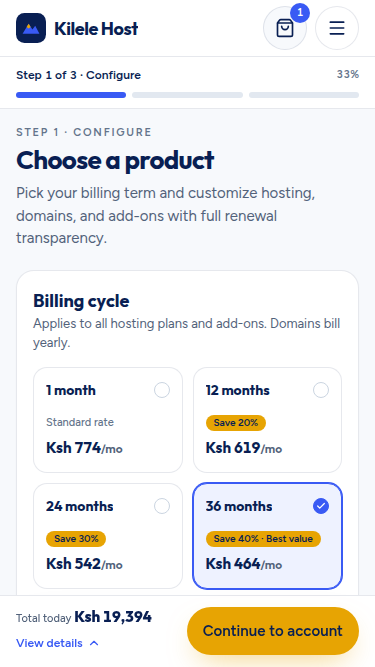 Kilele Host
1
Step 1 of 3 · Configure
33%
STEP 1 · CONFIGURE
Choose a product
Pick your billing term and customize hosting,
domains, and add-ons with full renewal
transparency.
Billing cycle
Applies to all hosting plans and add-ons. Domains bill
yearly.
1 month
Standard rate
Ksh 774/mo
12 months
Save 20%
Ksh 619/mo
24 months
Save 30%
Ksh 542/mo
36 months
Save 40% · Best value
Ksh 464/mo
Total today Ksh 19,394
View details
Continue to account